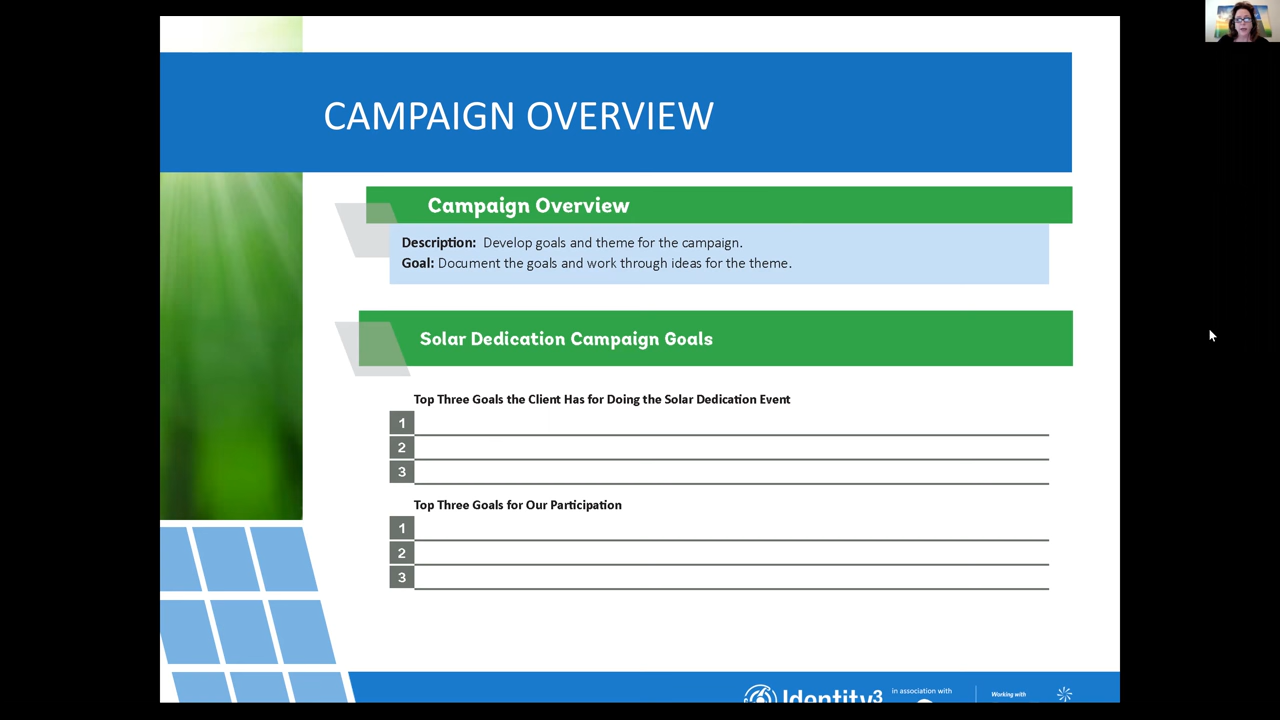 CAMPAIGN OVERVIEW
Campaign Overview
Description: Develop goals and theme for the campaign.
Goal: Document the goals and work through ideas for the theme.
Solar Dedication Campaign Goals
Top Three Goals the Client Has for Doing the Solar Dedication Event
1
2
3
Top Three Goals for Our Participation
1
2
3
Identity3 in association with Working with